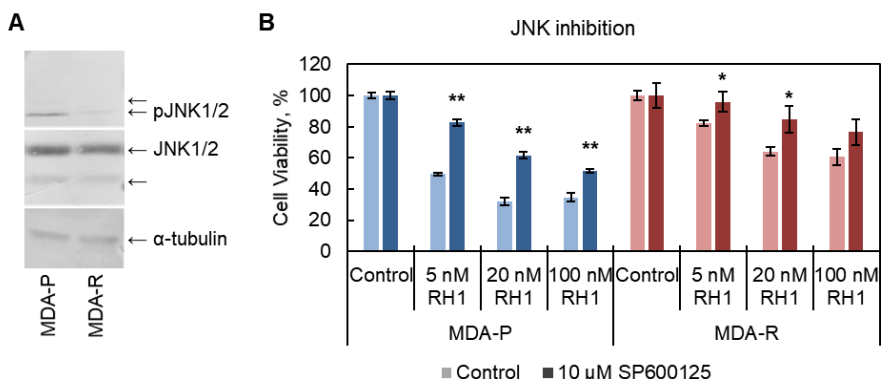 A
← 
← pJNK1/2
← JNK1/2
←
← α-tubulin
MDA-P
MDA-R
B
JNK inhibition
Cell Viability, %
120
100
80
60
40
20
0
**
**
**
*
*
Control
5 nM
RH1
20 nM
RH1
100 nM
RH1
Control
5 nM
RH1
20 nM
RH1
100 nM
RH1
MDA-P
MDA-R
Control
10 µM SP600125